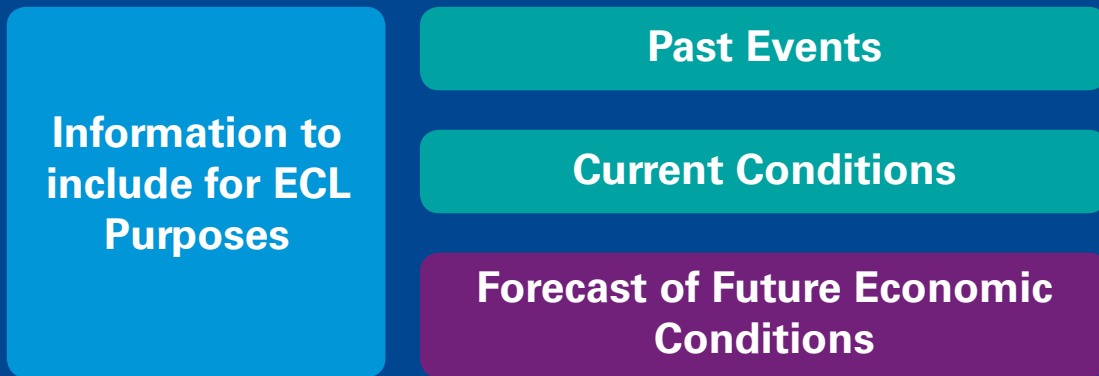 Information to
include for ECL
Purposes
Past Events
Current Conditions
Forecast of Future Economic
Conditions